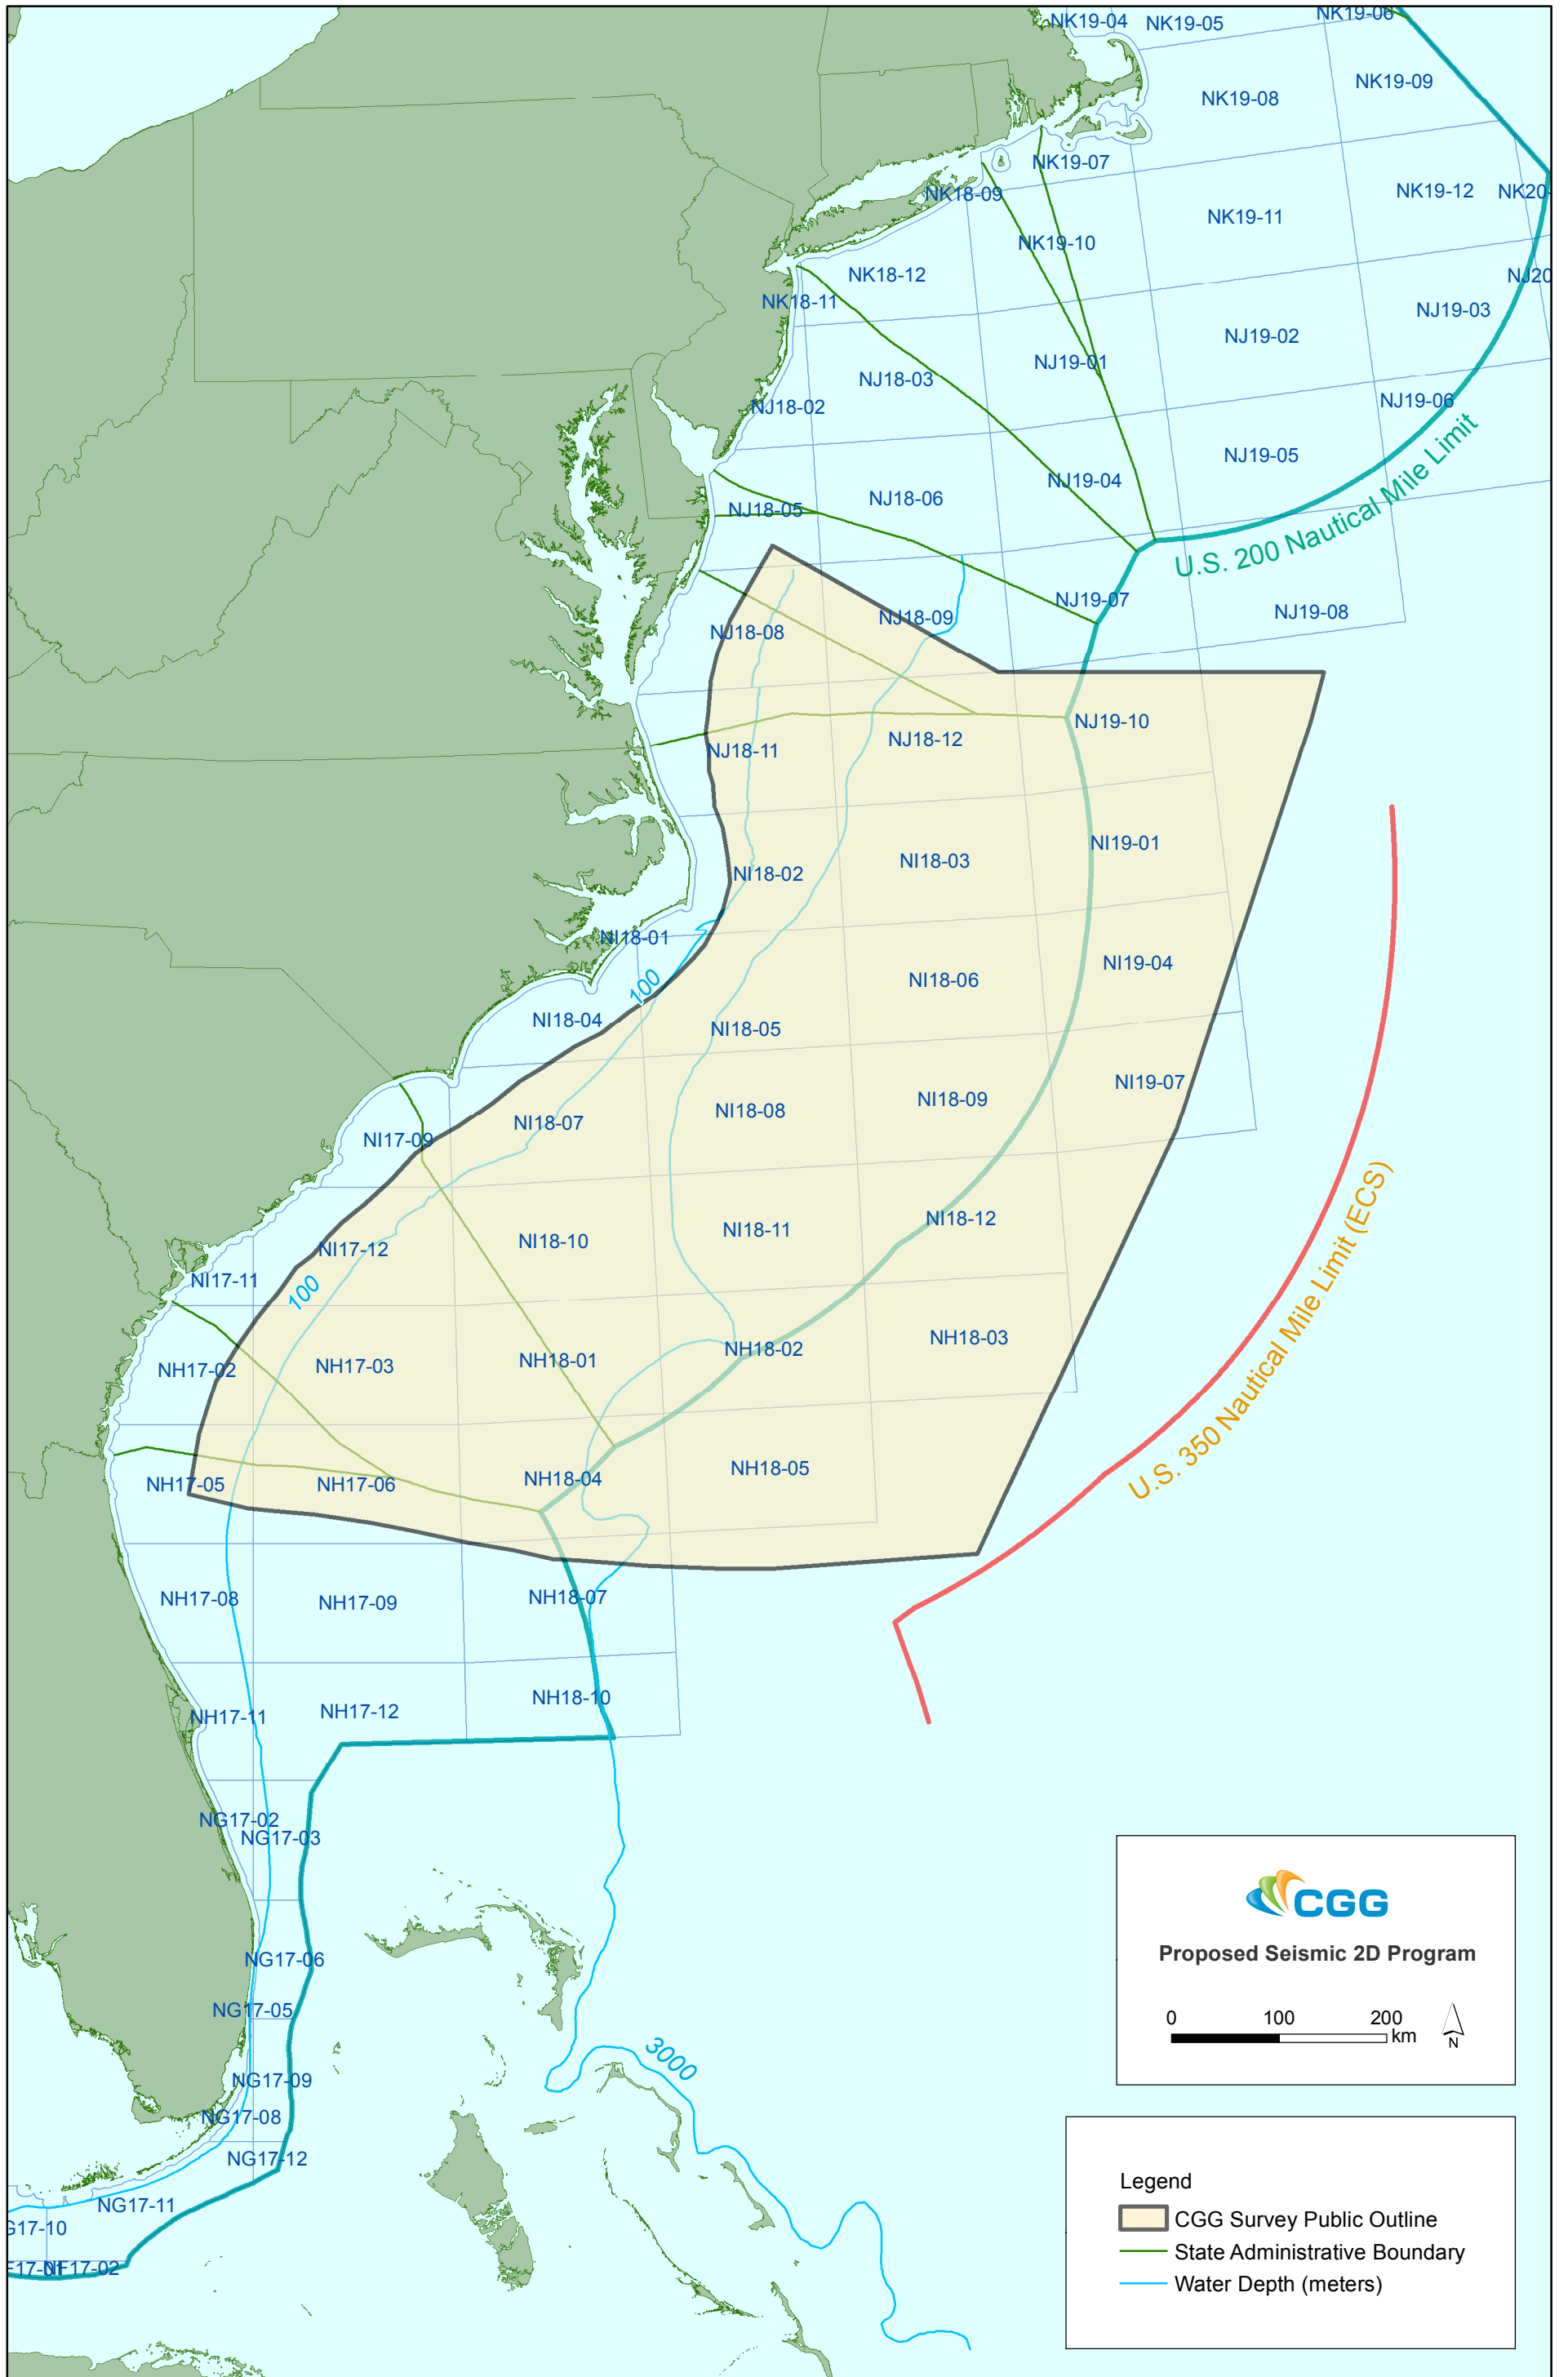 NK19-04
NK19-05
NK19-06
NK19-08
NK19-09
NK19-07
NK18-09
NK19-12
NK20-
NK19-11
NK19-10
NK18-12
NK18-11
NJ20
NJ19-03
NJ19-02
NJ19-01
NJ18-03
NJ18-02
NJ19-06
NJ19-05
NJ19-04
NJ18-06
NJ18-05
U.S. 200 Nautical Mile Limit
NJ19-07
NJ19-08
NJ18-09
NJ18-08
NJ19-10
NJ18-12
NJ18-11
NI19-01
NI18-03
NI18-02
NI18-01
NI19-04
NI18-06
100
NI18-04
NI18-05
NI19-07
NI18-09
NI18-08
NI18-07
NI17-09
NI18-12
NI18-11
NI18-10
NI17-12
NI17-11
100
U.S. 350 Nautical Mile Limit (ECS)
NH18-03
NH18-02
NH18-01
NH17-03
NH17-02
NH18-05
NH18-04
NH17-06
NH17-05
NH18-07
NH17-09
NH17-08
NH18-10
NH17-12
NH17-11
NG17-02
NG17-03
NG17-06
NG17-05
3000
NG17-09
NG17-08
NG17-12
NG17-11
G17-10
F17-01
NF17-02
CGG
Proposed Seismic 2D Program
0 100 200
km
N
Legend
CGG Survey Public Outline
State Administrative Boundary
Water Depth (meters)